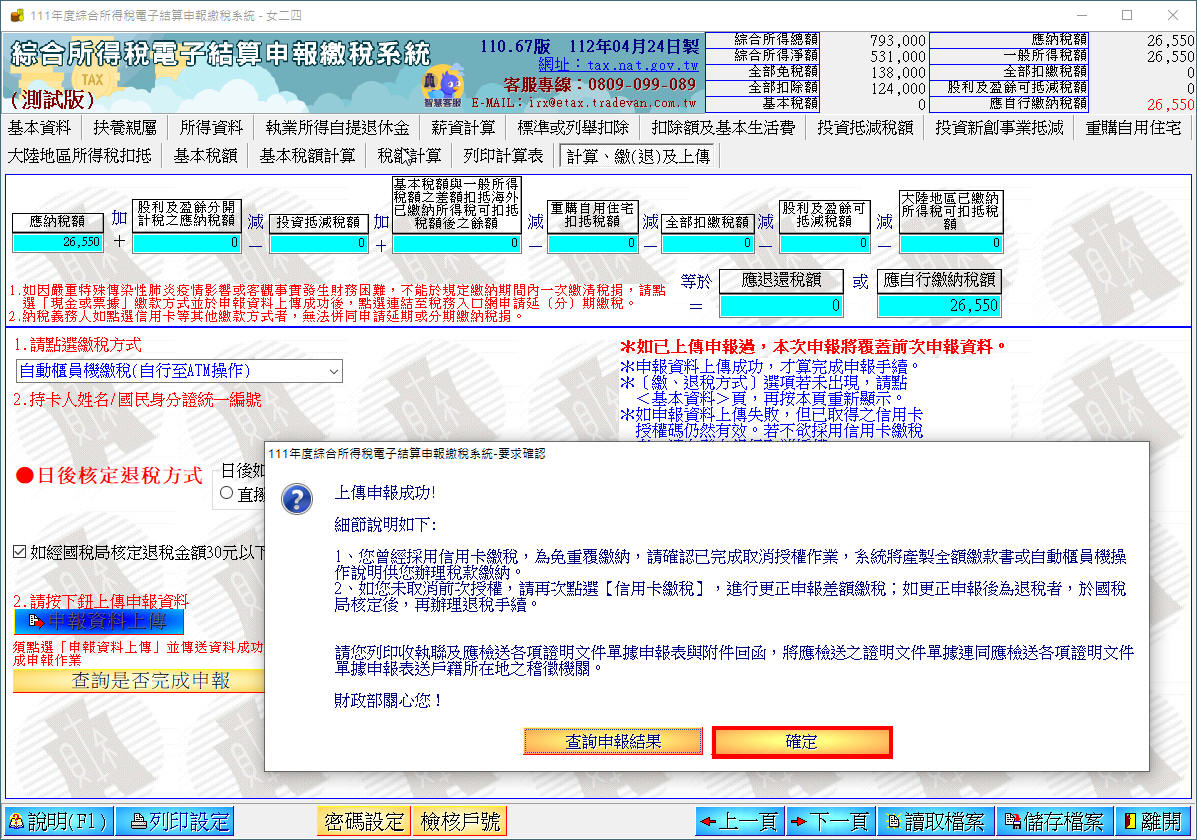 111年度綜合所得稅電子結算申報繳稅系統 - 女二四
綜合所得稅電子結算申報繳稅系統
TAX
(測試版)
110.67版 112年04月24日製
網址：tax.nat.gov.tw
客服專線：0809-099-089
E-MAIL：irx@etax.tradevan.com.tw
智慧客服
綜合所得總額 793,000 應納稅額 26,550
綜合所得淨額 531,000 一般所得稅額 26,550
全部免稅額 138,000 全部扣繳稅額 0
全部扣除額 124,000 股利及盈餘可抵減稅額 0
基本稅額 0 應自行繳納稅額 26,550
基本資料 扶養親屬 所得資料 執業所得自提退休金 薪資計算 標準或列舉扣除 扣除額及基本生活費 投資抵減稅額 投資新創事業抵減 重購自用住宅
大陸地區所得稅扣抵 基本稅額 基本稅額計算 稅額計算 列印計算表 計算、繳(退)及上傳
應納稅額
26,550
加
＋
股利及盈餘分開
計稅之應納稅額
0
減
－
投資抵減稅額
0
加
＋
基本稅額與一般所得
稅額之差額扣抵海外
已繳納所得稅可扣抵
稅額後之餘額
0
減
－
重購自用住宅
扣抵稅額
0
減
－
全部扣繳稅額
0
減
－
股利及盈餘可
抵減稅額
0
減
－
大陸地區已繳納
所得稅可扣抵稅
額
0
1.如因嚴重特殊傳染性肺炎疫情影響或客觀事實發生財務困難，不能於規定繳納期間內一次繳清稅捐，請點
選「現金或票據」繳款方式並於申報資料上傳成功後，點選連結至稅務入口網申請延（分）期繳稅。
2.納稅義務人如點選信用卡等其他繳款方式者，無法併同申請延期或分期繳納稅捐。
等於
＝
應退還稅額
0
或
應自行繳納稅額
26,550
1.請點選繳稅方式
自動櫃員機繳稅(自行至ATM操作)
2.持卡人姓名/國民身分證統一編號
＊如已上傳申報過，本次申報將覆蓋前次申報資料。
＊申報資料上傳成功，才算完成申報手續。
＊〔繳、退稅方式〕選項若未出現，請點
＜基本資料＞頁，再按本頁重新顯示。
＊如申報資料上傳失敗，但已取得之信用卡
授權碼仍然有效。若不欲採用信用卡繳稅
●日後核定退稅方式
日後如
直撥
如經國稅局核定退稅金額30元以下
2.請按下鈕上傳申報資料
申報資料上傳
須點選「申報資料上傳」並傳送資料成功
成申報作業
查詢是否完成申報
111年度綜合所得稅電子結算申報繳稅系統-要求確認
?
上傳申報成功!
細節說明如下:
1、您曾經採用信用卡繳稅，為免重覆繳納，請確認已完成取消授權作業，系統將產製全額繳款書或自動櫃員機操
作說明供您辦理稅款繳納。
2、如您未取消前次授權，請再次點選【信用卡繳稅】，進行更正申報差額繳稅；如更正申報後為退稅者，於國稅
局核定後，再辦理退稅手續。
請您列印收執聯及應檢送各項證明文件單據申報表與附件回函，將應檢送之證明文件單據連同應檢送各項證明文件
單據申報表送戶籍所在地之稽徵機關。
財政部關心您！
查詢申報結果 確定
說明(F1) 列印設定 密碼設定 檢核戶號 上一頁 下一頁 讀取檔案 儲存檔案 離開